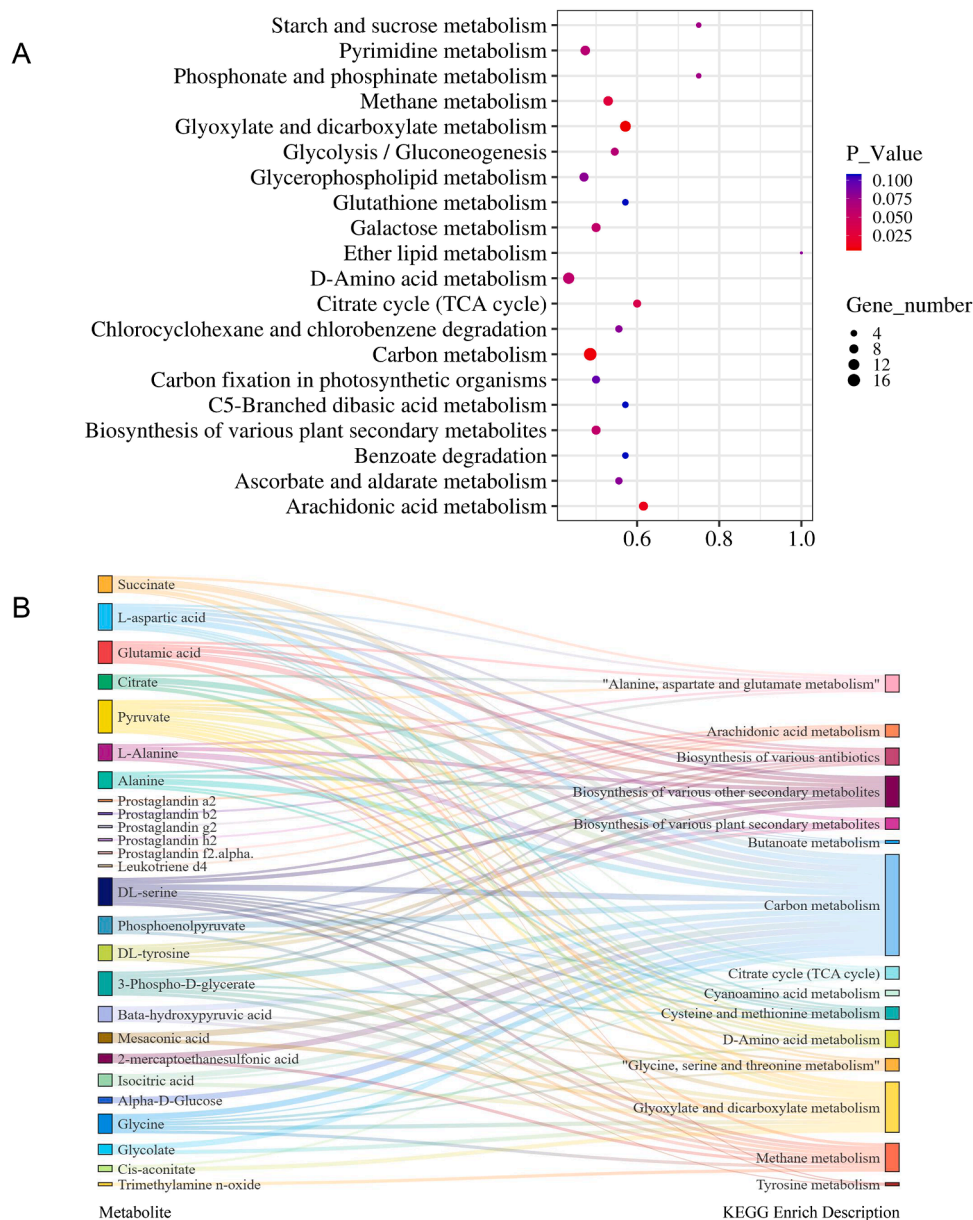 A
Starch and sucrose metabolism
Pyrimidine metabolism
Phosphonate and phosphinate metabolism
Methane metabolism
Glyoxylate and dicarboxylate metabolism
Glycolysis / Gluconeogenesis
Glycerophospholipid metabolism
Glutathione metabolism
Galactose metabolism
Ether lipid metabolism
D-Amino acid metabolism
Citrate cycle (TCA cycle)
Chlorocyclohexane and chlorobenzene degradation
Carbon metabolism
Carbon fixation in photosynthetic organisms
C5-Branched dibasic acid metabolism
Biosynthesis of various plant secondary metabolites
Benzoate degradation
Ascorbate and aldarate metabolism
Arachidonic acid metabolism
0.6 0.8 1.0
P_Value
0.100
0.075
0.050
0.025
Gene_number
4
8
12
16
B
Succinate
L-aspartic acid
Glutamic acid
Citrate
Pyruvate
L-Alanine
Alanine
Prostaglandin a2
Prostaglandin b2
Prostaglandin g2
Prostaglandin h2
Prostaglandin f2.alpha.
Leukotriene d4
DL-serine
Phosphoenolpyruvate
DL-tyrosine
3-Phospho-D-glycerate
Bata-hydroxypyruvic acid
Mesaconic acid
2-mercaptoethanesulfonic acid
Isocitric acid
Alpha-D-Glucose
Glycine
Glycolate
Cis-aconitate
Trimethylamine n-oxide
Metabolite
"Alanine, aspartate and glutamate metabolism"
Arachidonic acid metabolism
Biosynthesis of various antibiotics
Biosynthesis of various other secondary metabolites
Biosynthesis of various plant secondary metabolites
Butanoate metabolism
Carbon metabolism
Citrate cycle (TCA cycle)
Cyanoamino acid metabolism
Cysteine and methionine metabolism
D-Amino acid metabolism
"Glycine, serine and threonine metabolism"
Glyoxylate and dicarboxylate metabolism
Methane metabolism
Tyrosine metabolism
KEGG Enrich Description